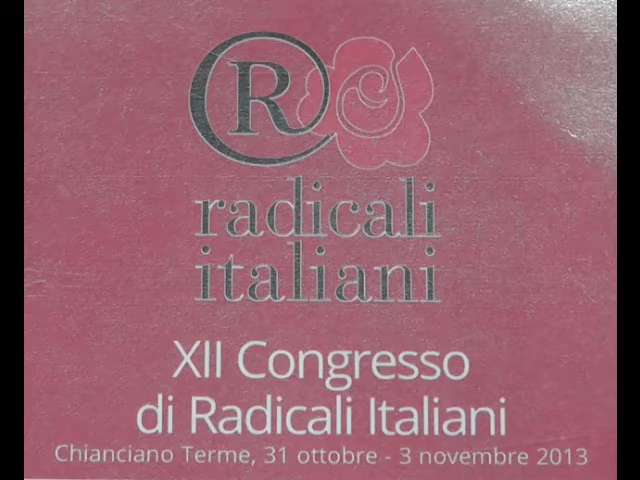 R
radicali
italiani
XII Congresso
di Radicali Italiani
Chianciano Terme, 31 ottobre - 3 novembre 2013